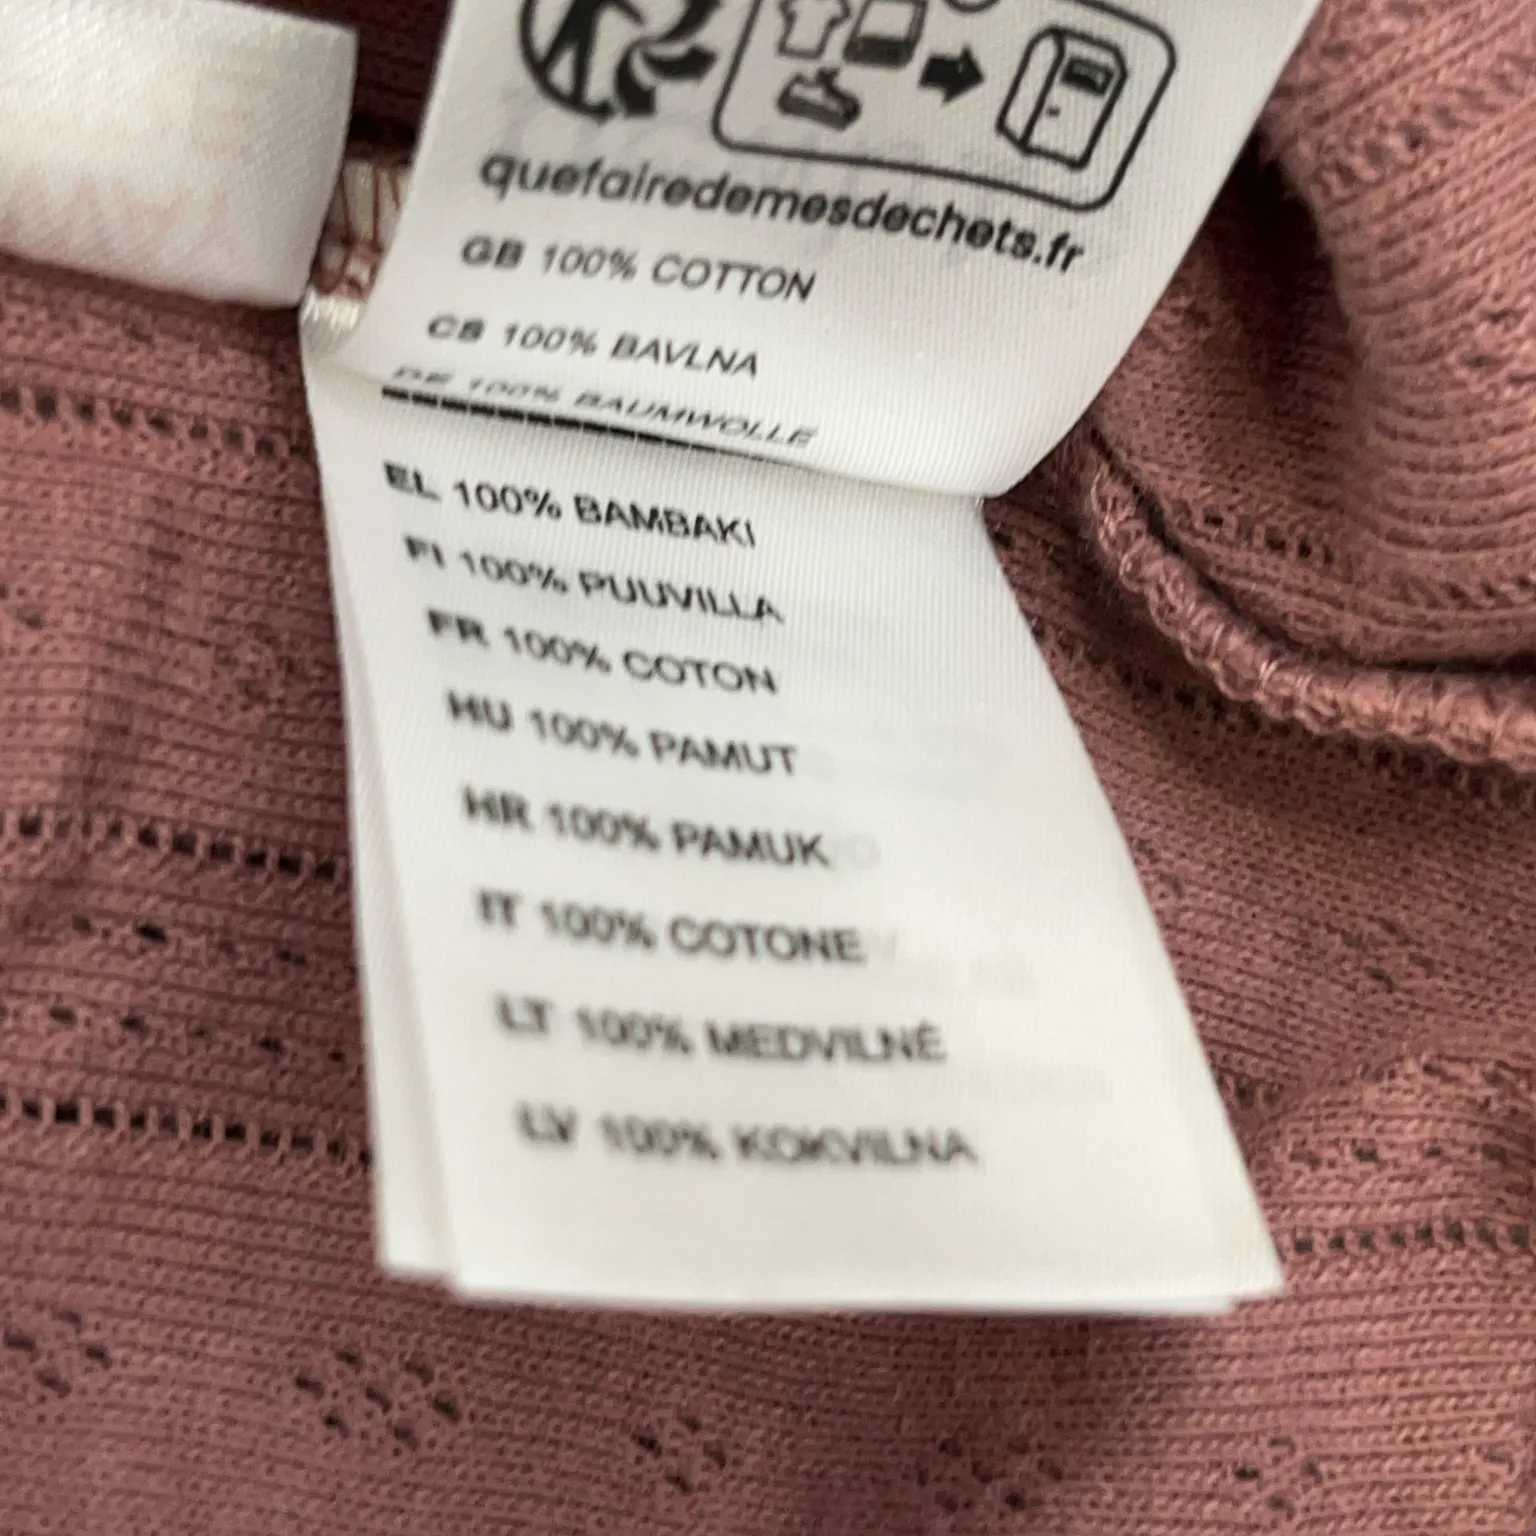 quefairedemesdechets.fr
GB 100% COTTON
CS 100% BAVLNA
DE 100% BAUMWOLLE
EL 100% BAMBAKI
FI 100% PUUVILLA
FR 100% COTON
HU 100% PAMUT
HR 100% PAMUK
IT 100% COTONE
LT 100% MEDVILNĖ
LV 100% KOKVILNA